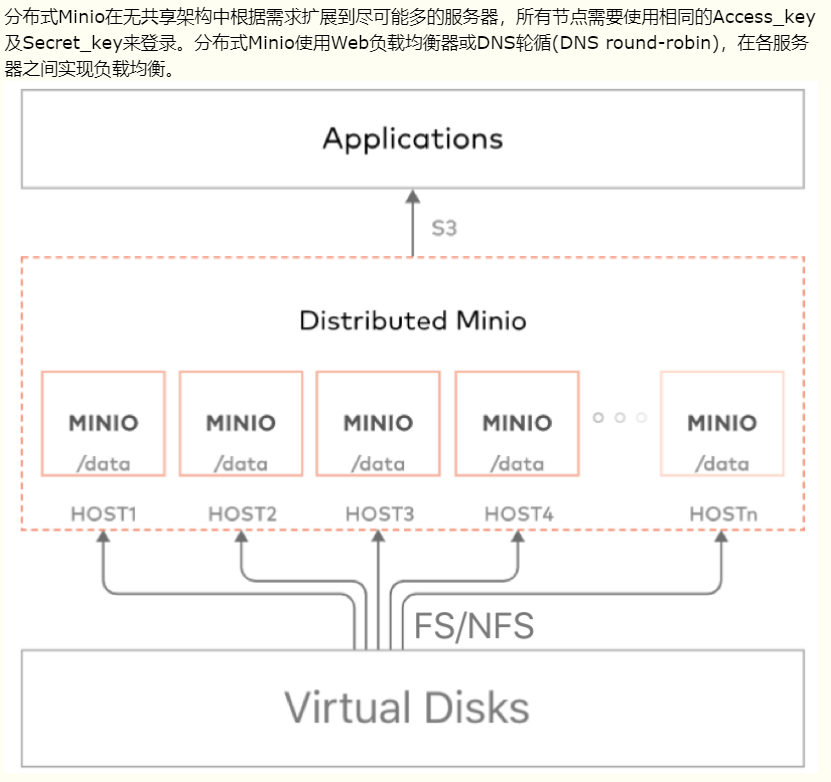 分布式Minio在无共享架构中根据需求扩展到尽可能多的服务器，所有节点需要使用相同的Access_key
及Secret_key来登录。分布式Minio使用Web负载均衡器或DNS轮循(DNS round-robin)，在各服务
器之间实现负载均衡。
Applications
S3
Distributed Minio
MINIO MINIO MINIO MINIO MINIO
/data /data /data /data /data
HOST1 HOST2 HOST3 HOST4 HOSTn
FS/NFS
Virtual Disks